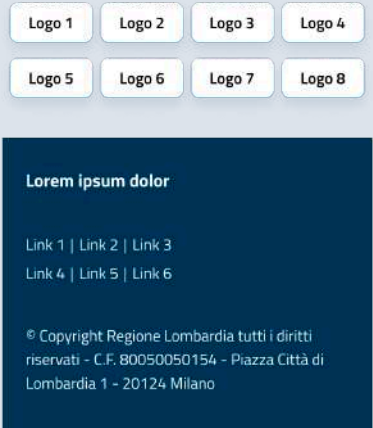 Logo 1 Logo 2 Logo 3 Logo 4
Logo 5 Logo 6 Logo 7 Logo 8
Lorem ipsum dolor
Link 1 | Link 2 | Link 3
Link 4 | Link 5 | Link 6
© Copyright Regione Lombardia tutti i diritti
riservati - C.F. 80050050154 - Piazza Città di
Lombardia 1 - 20124 Milano